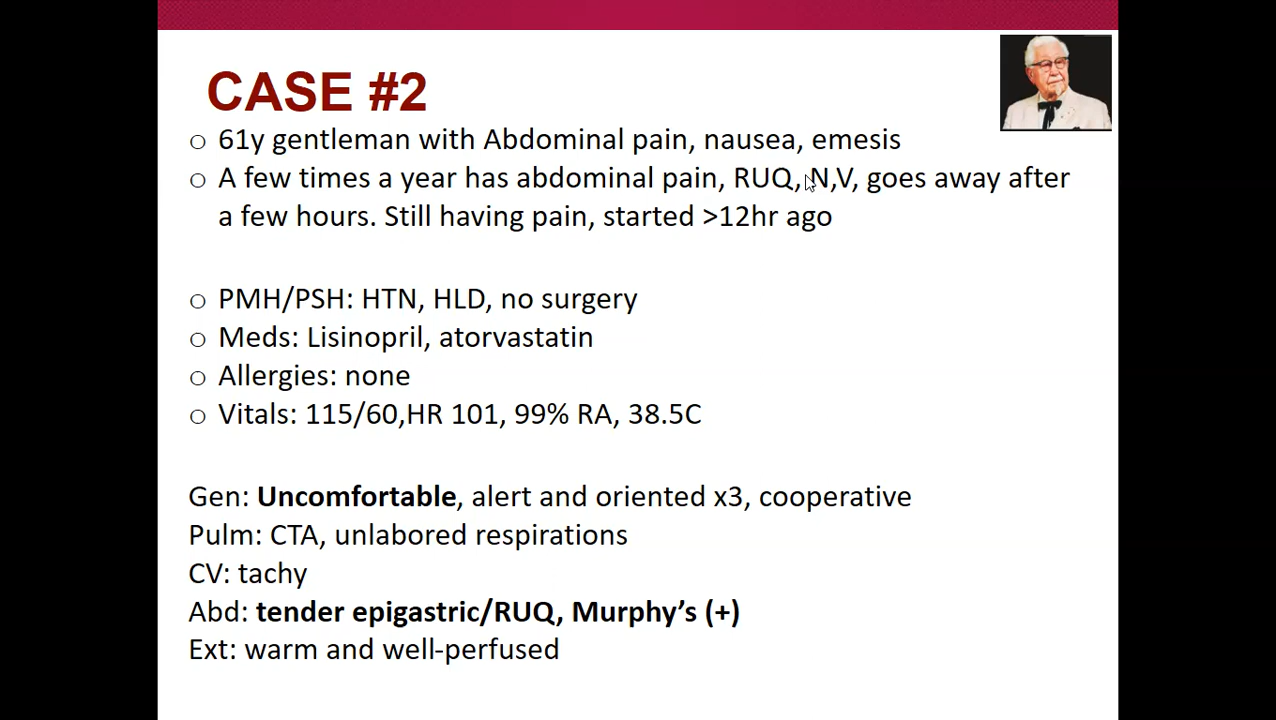 CASE #2
○ 61y gentleman with Abdominal pain, nausea, emesis
○ A few times a year has abdominal pain, RUQ, N,V, goes away after
a few hours. Still having pain, started >12hr ago
○ PMH/PSH: HTN, HLD, no surgery
○ Meds: Lisinopril, atorvastatin
○ Allergies: none
○ Vitals: 115/60,HR 101, 99% RA, 38.5C
Gen: Uncomfortable, alert and oriented x3, cooperative
Pulm: CTA, unlabored respirations
CV: tachy
Abd: tender epigastric/RUQ, Murphy’s (+)
Ext: warm and well-perfused